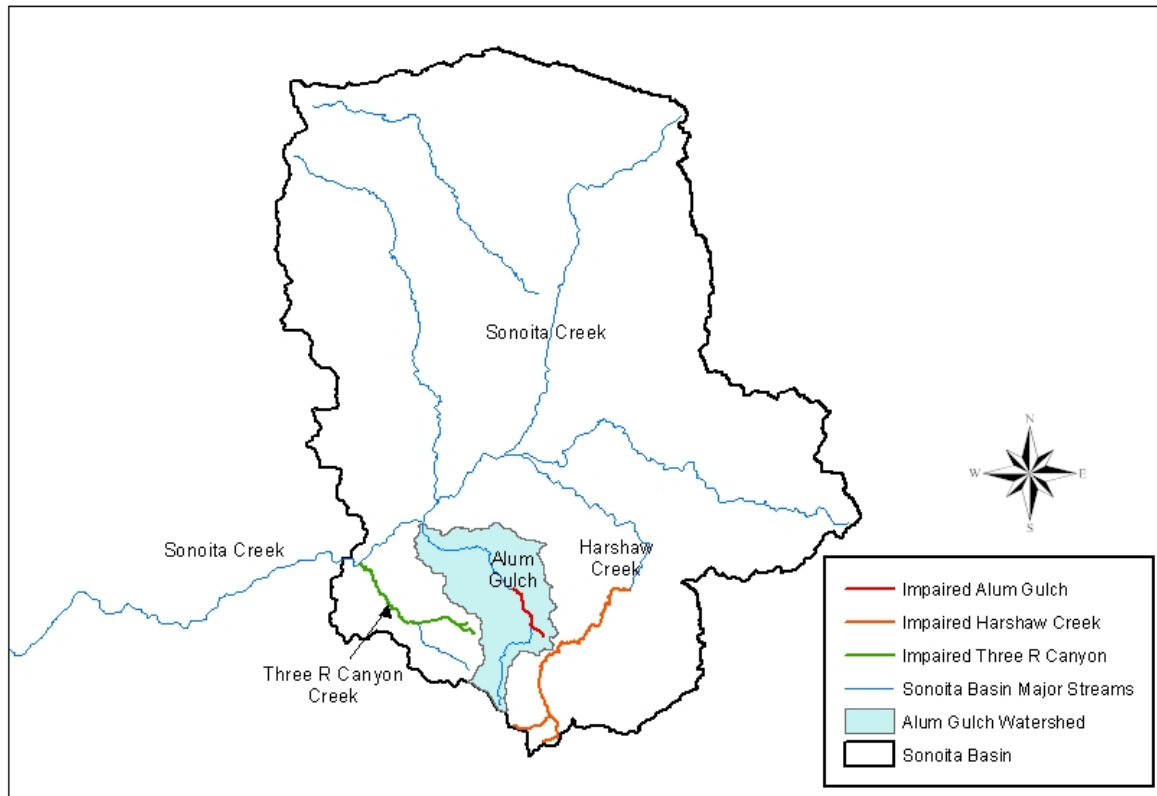 Sonoita Creek
N
W
E
S
Sonoita Creek
Alum
Gulch
Harshaw
Creek
Three R Canyon
Creek
Impaired Alum Gulch
Impaired Harshaw Creek
Impaired Three R Canyon
Sonoita Basin Major Streams
Alum Gulch Watershed
Sonoita Basin